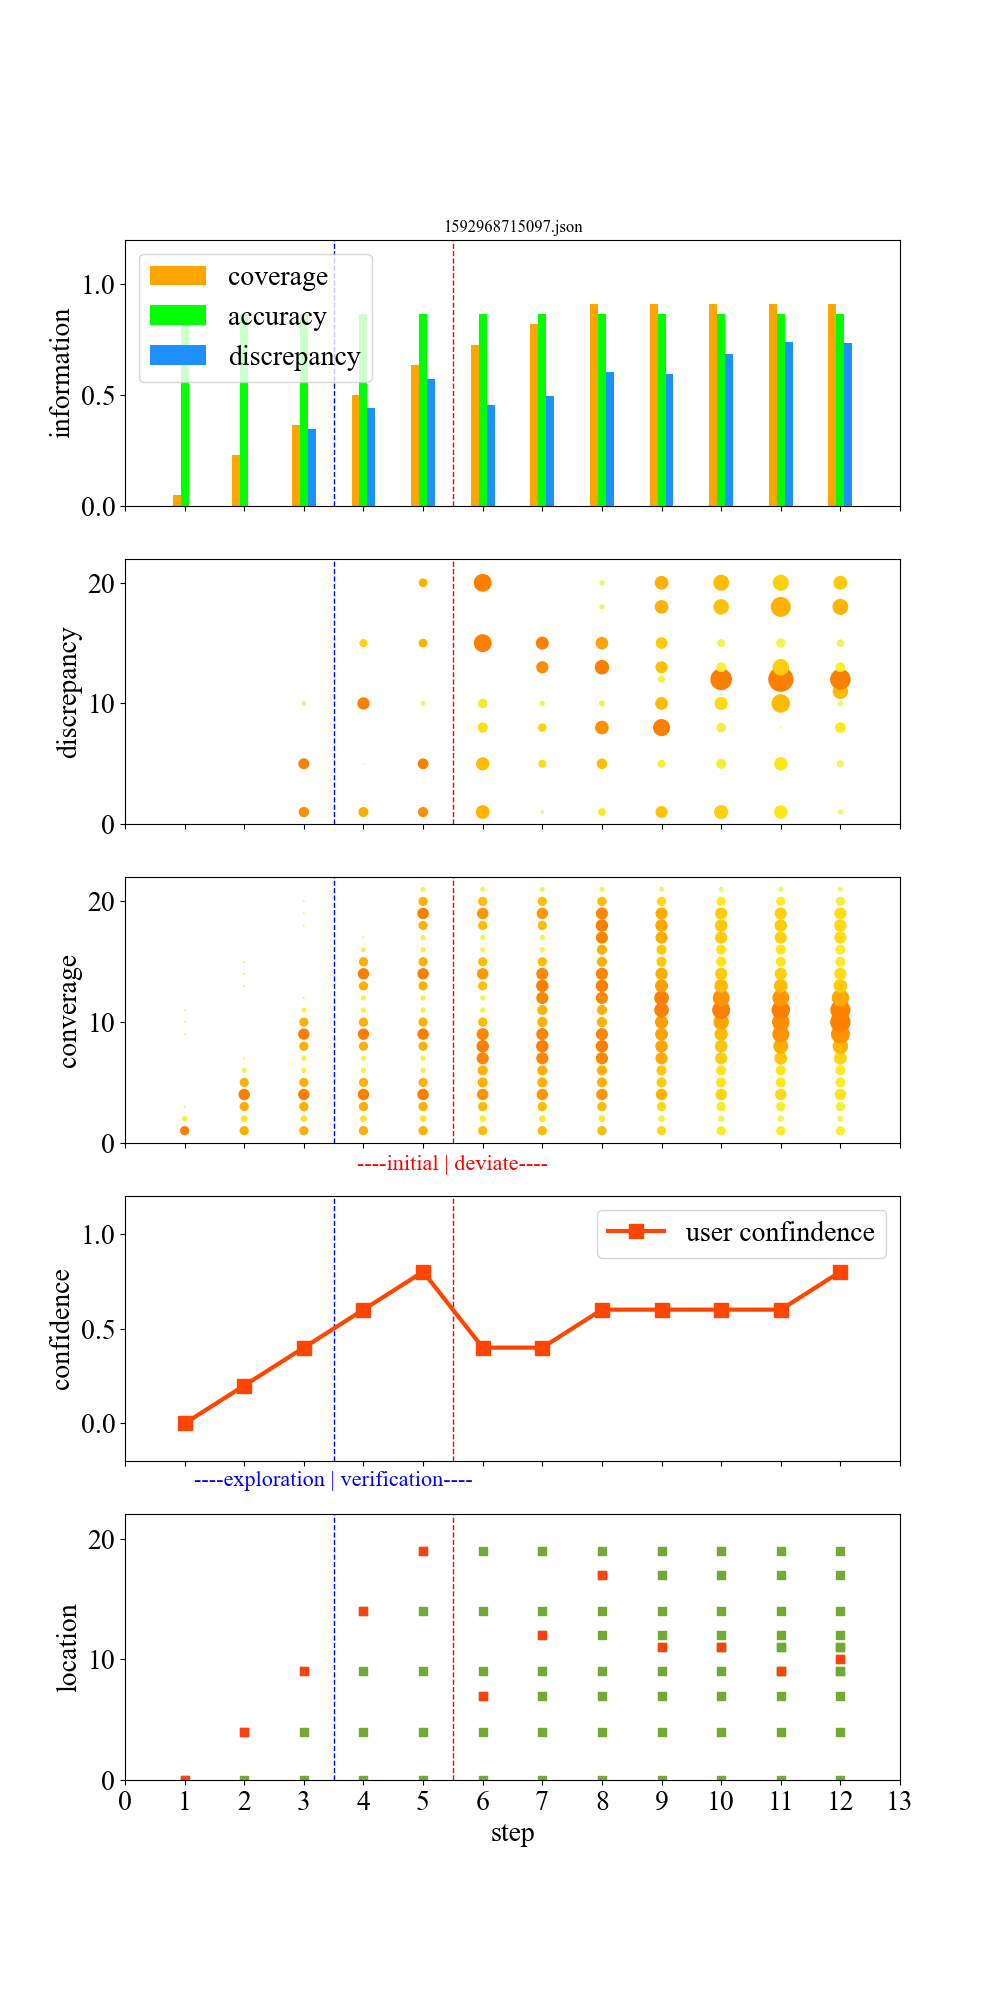 1592968715097.json
1.0
0.5
0.0
information
coverage
accuracy
discrepancy
20
10
0
discrepancy
20
10
0
converage
----initial | deviate----
1.0
0.5
0.0
confidence
user confindence
----exploration | verification----
20
10
0
location
0 1 2 3 4 5 6 7 8 9 10 11 12 13
step